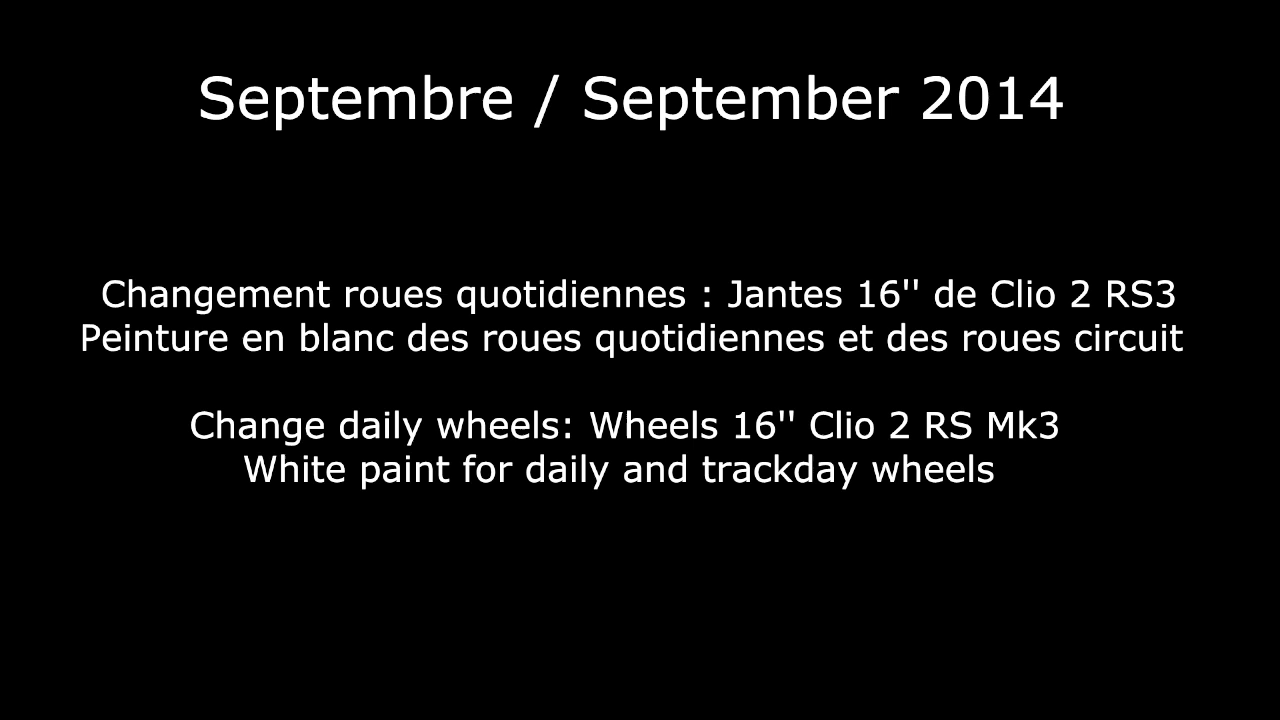 Septembre / September 2014
Changement roues quotidiennes : Jantes 16'' de Clio 2 RS3
Peinture en blanc des roues quotidiennes et des roues circuit
Change daily wheels: Wheels 16'' Clio 2 RS Mk3
White paint for daily and trackday wheels